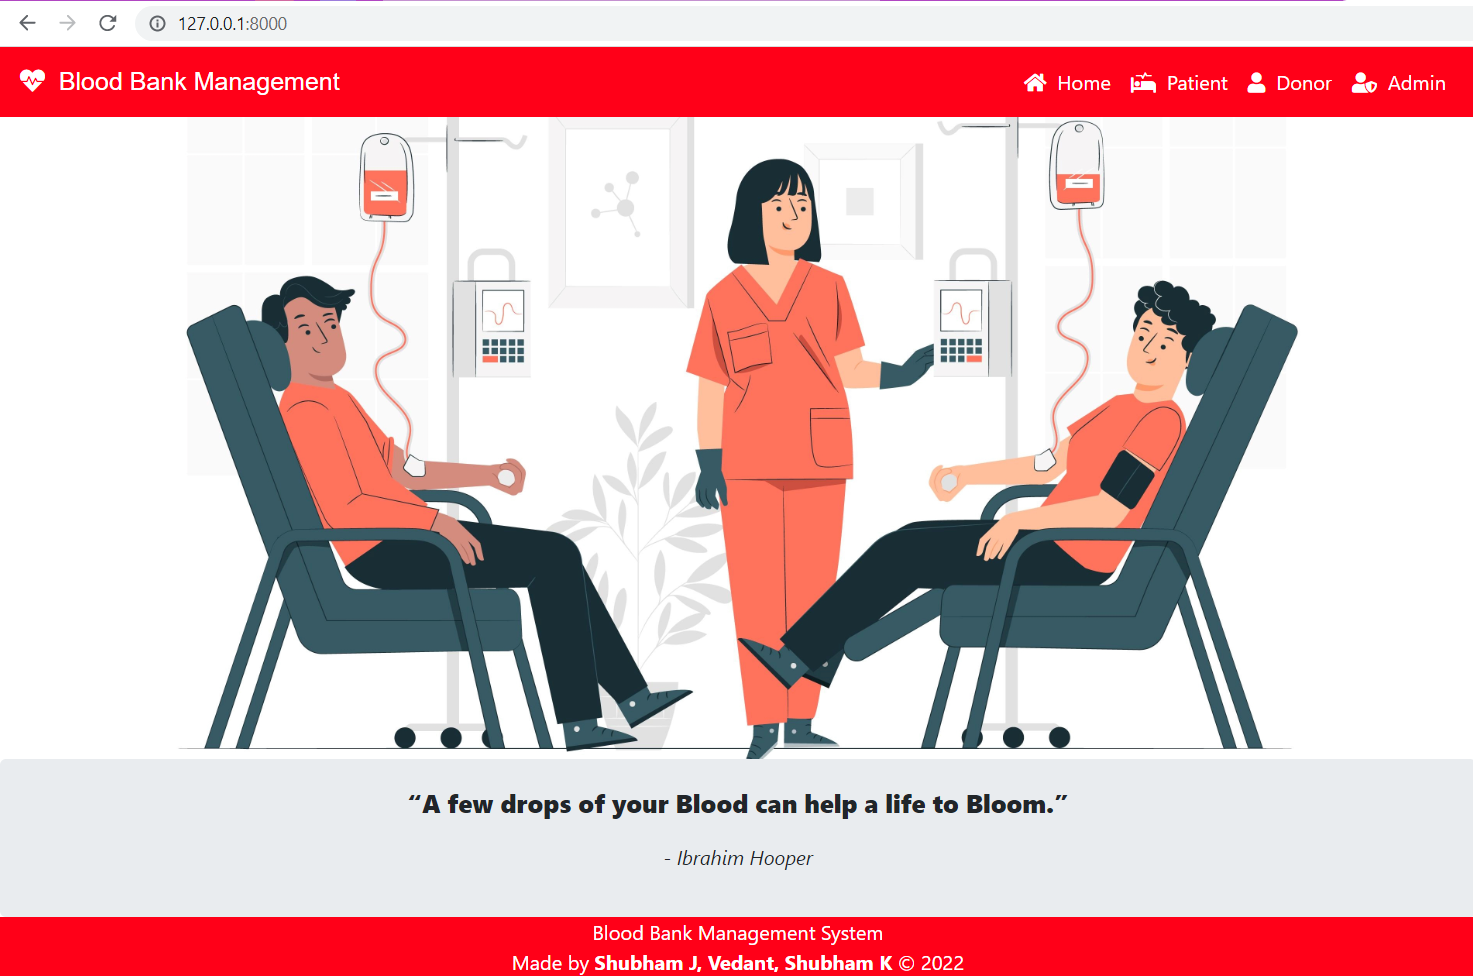 127.0.0.1:8000
Blood Bank Management
Home Patient Donor Admin
“A few drops of your Blood can help a life to Bloom.”
- Ibrahim Hooper
Blood Bank Management System
Made by Shubham J, Vedant, Shubham K © 2022